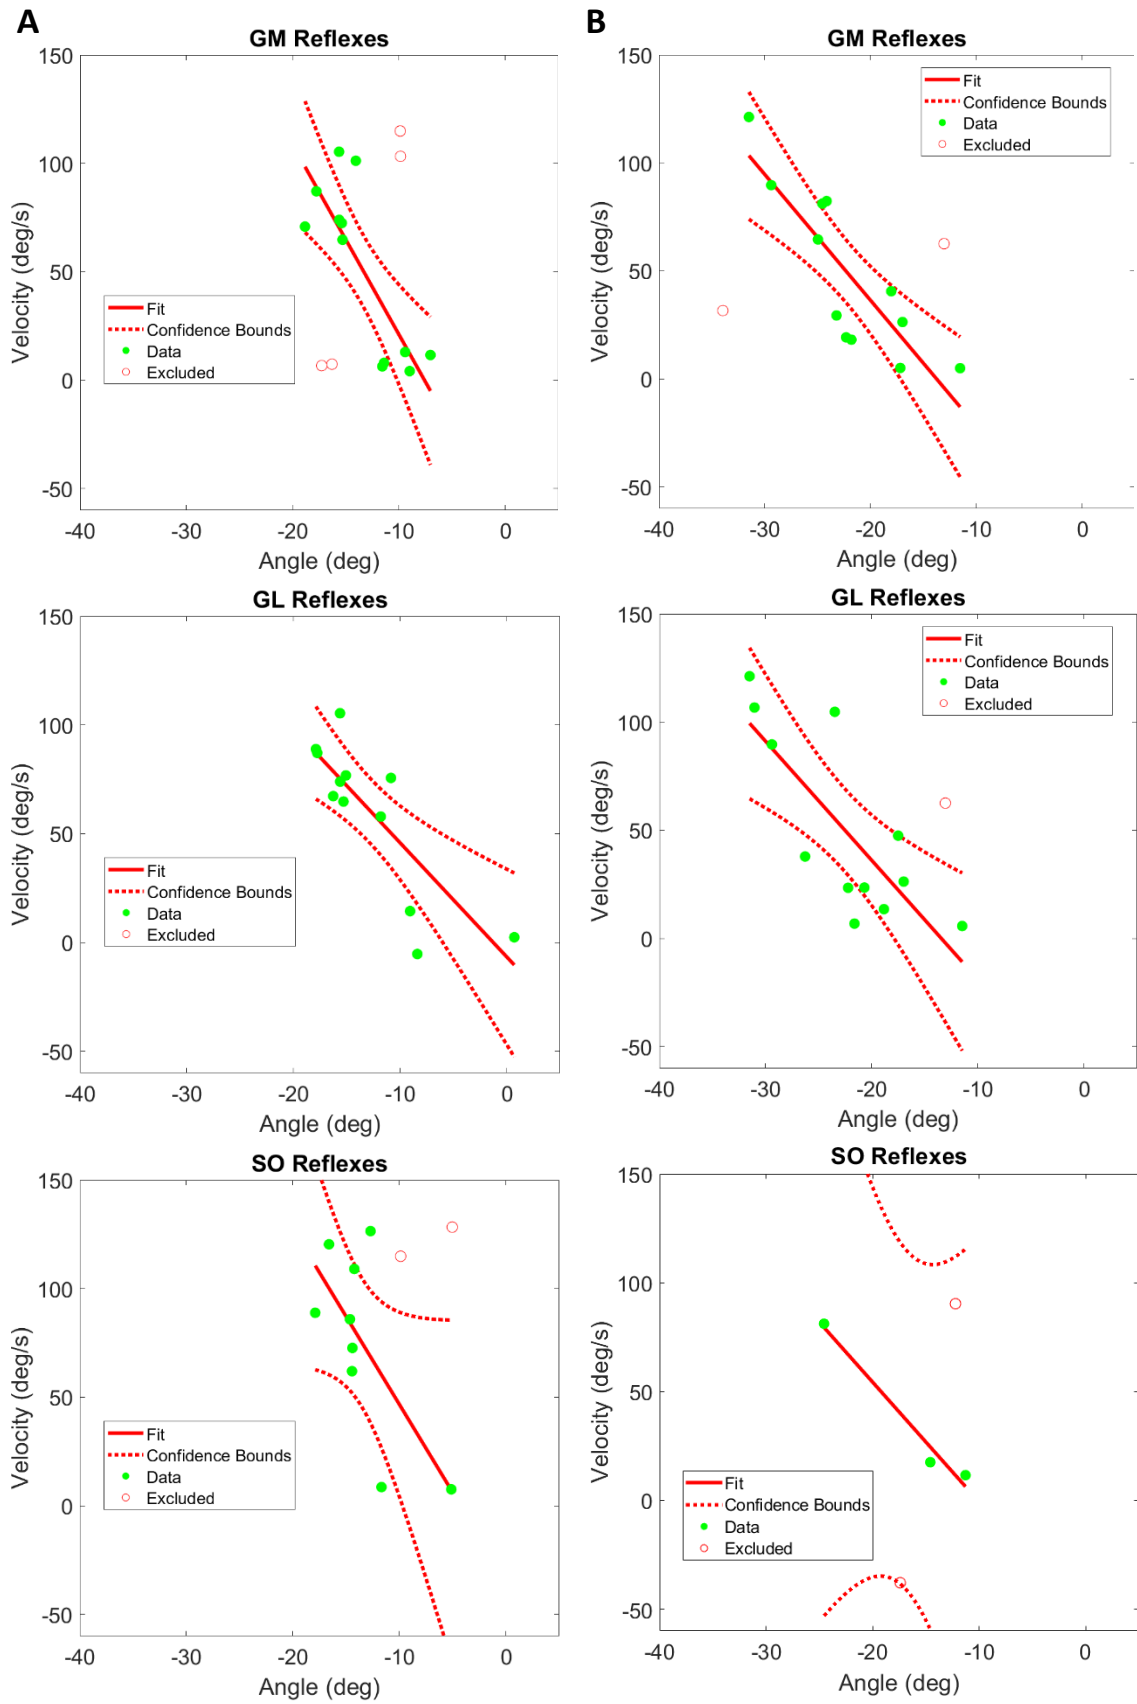 A
GM Reflexes
150
100
50
0
-50
-40
-30
-20
-10
0
Velocity (deg/s)
Angle (deg)
Fit
Confidence Bounds
Data
Excluded
B
GM Reflexes
150
100
50
0
-50
-40
-30
-20
-10
0
Velocity (deg/s)
Angle (deg)
Fit
Confidence Bounds
Data
Excluded
GL Reflexes
150
100
50
0
-50
-40
-30
-20
-10
0
Velocity (deg/s)
Angle (deg)
Fit
Confidence Bounds
Data
Excluded
GL Reflexes
150
100
50
0
-50
-40
-30
-20
-10
0
Velocity (deg/s)
Angle (deg)
Fit
Confidence Bounds
Data
Excluded
SO Reflexes
150
100
50
0
-50
-40
-30
-20
-10
0
Velocity (deg/s)
Angle (deg)
Fit
Confidence Bounds
Data
Excluded
SO Reflexes
150
100
50
0
-50
-40
-30
-20
-10
0
Velocity (deg/s)
Angle (deg)
Fit
Confidence Bounds
Data
Excluded